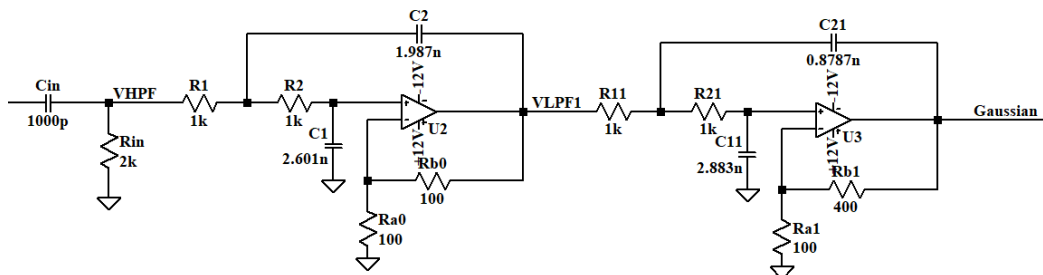 C2
1.987n
C21
0.8787n
Cin
1000p
VHPF
R1
1k
R2
1k
C1
2.601n
-12V
+12V
U2
Rb0
100
Ra0
100
VLPF1
R11
1k
R21
1k
C11
2.883n
-12V
+12V
U3
Rb1
400
Ra1
100
Gaussian
Rin
2k